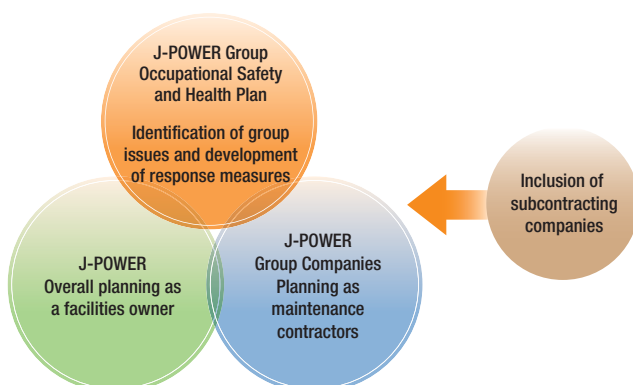 J-POWER Group
Occupational Safety
and Health Plan
Identification of group
issues and development
of response measures
J-POWER
Overall planning as
a facilities owner
J-POWER
Group Companies
Planning as
maintenance
contractors
Inclusion of
subcontracting
companies